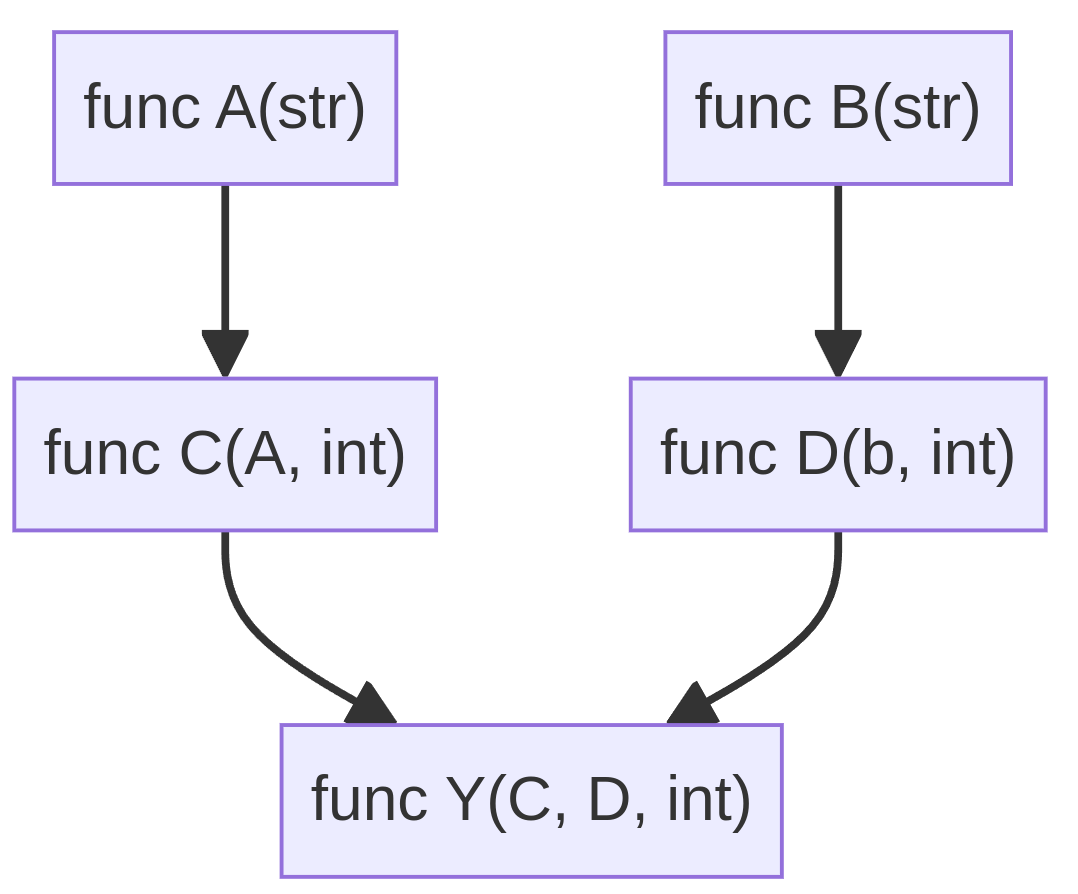 func A(str)
func B(str)
func C(A, int)
func D(b, int)
func Y(C, D, int)